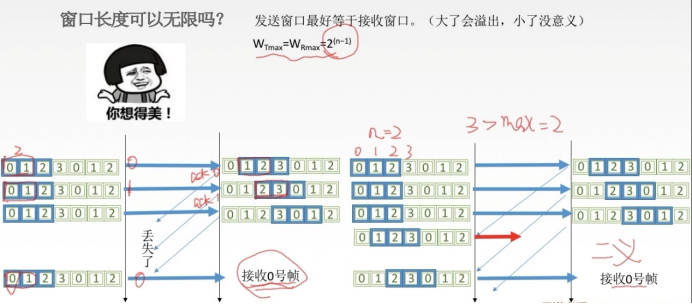 窗口长度可以无限吗？
发送窗口最好等于接收窗口。（大了会溢出，小了没意义）
W_Tmax=W_Rmax=2^(n-1)
你想得美！
3
n=2
3 > max = 2
0 1 2 3
0 1 2 3 0 1 2
0
ack 0
0 1 2 3 0 1 2
0 1 2 3 0 1 2
0 1 2 3 0 1 2
0 1 2 3 0 1 2
1
ack
0 1 2 3 0 1 2
0 1 2 3 0 1 2
0 1 2 3 0 1 2
0 1 2 3 0 1 2
0 1 2 3 0 1 2
0 1 2 3 0 1 2
0 1 2 3 0 1 2
丢失了
0 1 2 3 0 1 2
二义
0 1 2 3 0 1 2
0
接收0号帧
0 1 2 3 0 1 2
接收0号帧